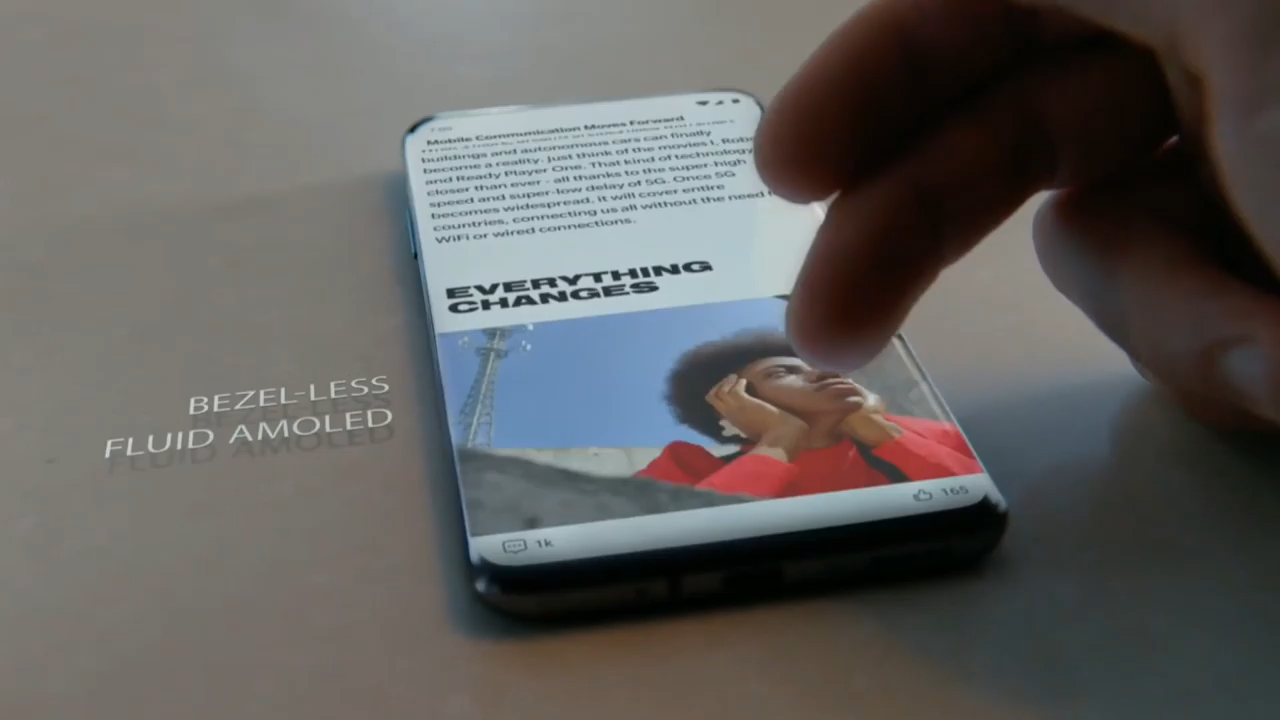 7:00
Mobile Communication Moves Forward
buildings and autonomous cars can finally
become a reality. Just think of the movies I, Robo
and Ready Player One. That kind of technology
closer than ever - all thanks to the super-high
speed and super-low delay of 5G. Once 5G
becomes widespread, it will cover entire
countries, connecting us all without the need
WiFi or wired connections.
EVERYTHING
CHANGES
BEZEL-LESS
FLUID AMOLED
165
1k